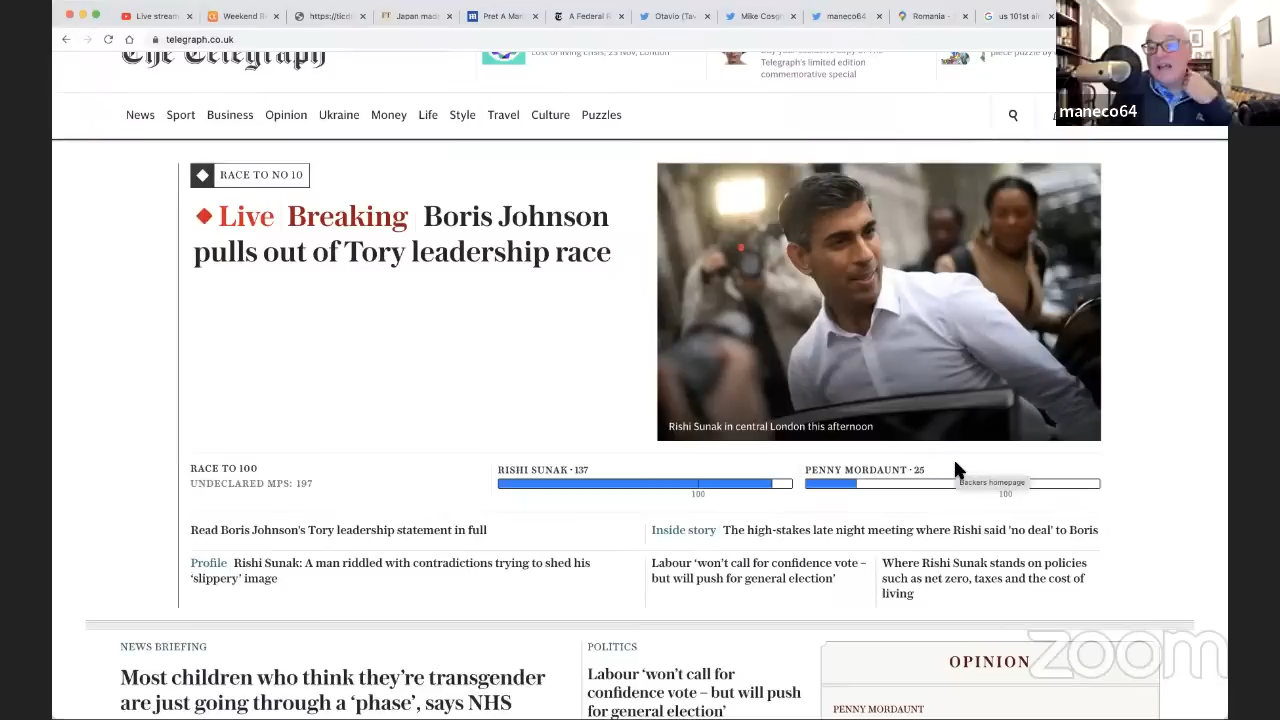 Live stream
Weekend R
https://ticdc
Japan mad
Pret A Man
A Federal R
Otavio (Tav
Mike Cosg
maneco64
Romania -
us 101st ai
telegraph.co.uk
The Telegraph
cost of living crisis, 23 Nov, London
Telegraph's limited edition
commemorative special
piece puzzle by
maneco64
News Sport Business Opinion Ukraine Money Life Style Travel Culture Puzzles
RACE TO NO 10
Live Breaking Boris Johnson
pulls out of Tory leadership race
Rishi Sunak in central London this afternoon
RACE TO 100
UNDECLARED MPS: 197
RISHI SUNAK · 137
100
PENNY MORDAUNT · 25
Backers homepage
100
Read Boris Johnson's Tory leadership statement in full
Inside story The high-stakes late night meeting where Rishi said 'no deal' to Boris
Profile Rishi Sunak: A man riddled with contradictions trying to shed his
‘slippery’ image
Labour ‘won’t call for confidence vote –
but will push for general election’
Where Rishi Sunak stands on policies
such as net zero, taxes and the cost of
living
NEWS BRIEFING
Most children who think they’re transgender
are just going through a ‘phase’, says NHS
POLITICS
Labour ‘won’t call for
confidence vote – but will push
for general election’
OPINION
PENNY MORDAUNT
zoom